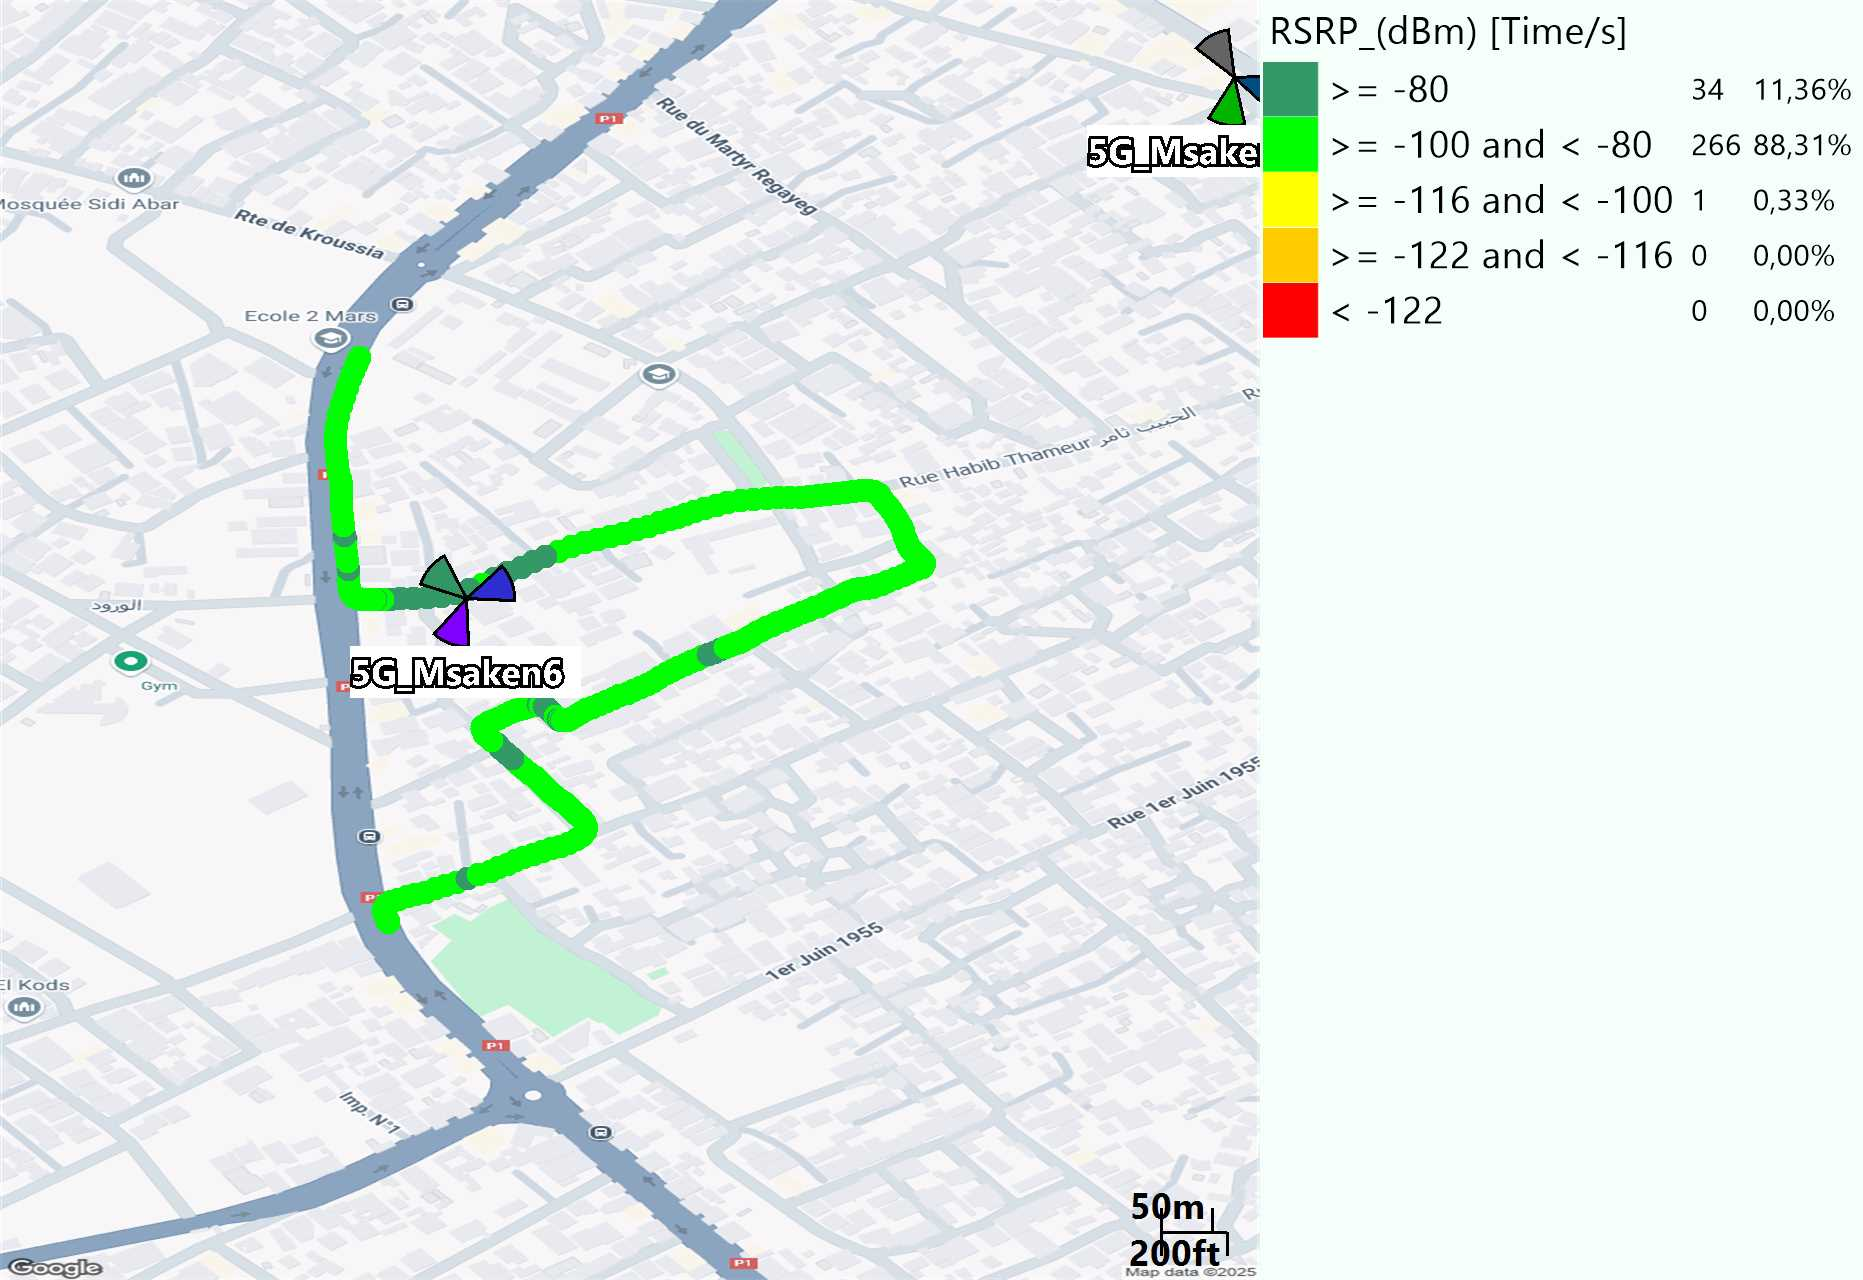 RSRP_(dBm) [Time/s]
>= -80 34 11,36%
>= -100 and < -80 266 88,31%
>= -116 and < -100 1 0,33%
>= -122 and < -116 0 0,00%
< -122 0 0,00%
P1
Rue du Martyr Regayeg
5G_Msake
Mosquée Sidi Abar
Rte de Kroussia
Ecole 2 Mars
Rue Habib Thameur الحبيب ثامر
الورود
Gym
5G_Msaken6
Rue 1er Juin 1955
1er Juin 1955
El Kods
P1
Imp. N°1
50m
200ft
P1
Google
Map data ©2025